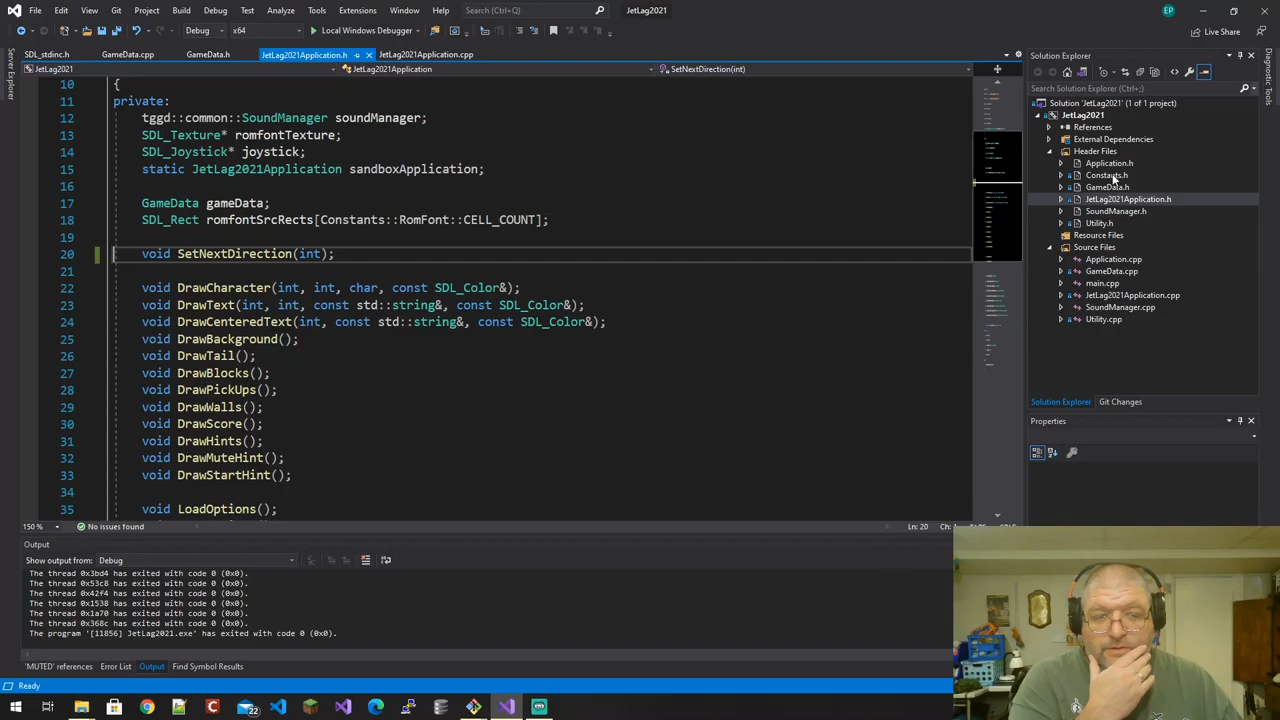 File Edit View Git Project Build Debug Test Analyze Tools Extensions Window Help Search (Ctrl+Q) JetLag2021 EP
Debug x64 Local Windows Debugger Live Share
Server Explorer
SDL_stdinc.h GameData.cpp GameData.h JetLag2021Application.h JetLag2021Application.cpp
JetLag2021 JetLag2021Application SetNextDirection(int)
10 {
11 private:
12 tggd::common::SoundManager soundManager;
13 SDL_Texture* romfontTexture;
14 SDL_Joystick* joystick;
15 static JetLag2021Application sandboxApplication;
16
17 GameData gameData;
18 SDL_Rect romfontSrcRects[Constants::RomFont::CELL_COUNT];
19
20 void SetNextDirection(int);
21
22 void DrawCharacter(int, int, char, const SDL_Color&);
23 void DrawText(int, int, const std::string&, const SDL_Color&);
24 void DrawCenteredText(int, const std::string&, const SDL_Color&);
25 void DrawBackground();
26 void DrawTail();
27 void DrawBlocks();
28 void DrawPickUps();
29 void DrawWalls();
30 void DrawScore();
31 void DrawHints();
32 void DrawMuteHint();
33 void DrawStartHint();
34
35 void LoadOptions();
150 % No issues found Ln: 20
Output
Show output from: Debug
The thread 0x3bd4 has exited with code 0 (0x0).
The thread 0x53c8 has exited with code 0 (0x0).
The thread 0x42f4 has exited with code 0 (0x0).
The thread 0x1538 has exited with code 0 (0x0).
The thread 0x1a70 has exited with code 0 (0x0).
The thread 0x368c has exited with code 0 (0x0).
The program '[11856] JetLag2021.exe' has exited with code 0 (0x0).
'MUTED' references Error List Output Find Symbol Results
Ready
Solution Explorer
Search Solution Explorer (Ctrl+;)
Solution 'JetLag2021' (1 of 1 project)
JetLag2021
References
External Dependencies
Header Files
Application.h
Constants.h
GameData.h
JetLag2021Application.h
SoundManager.h
Utility.h
Resource Files
Source Files
Application.cpp
GameData.cpp
main.cpp
JetLag2021Application.cpp
SoundManager.cpp
Utility.cpp
Solution Explorer Git Changes
Properties
Diagnostic Tools